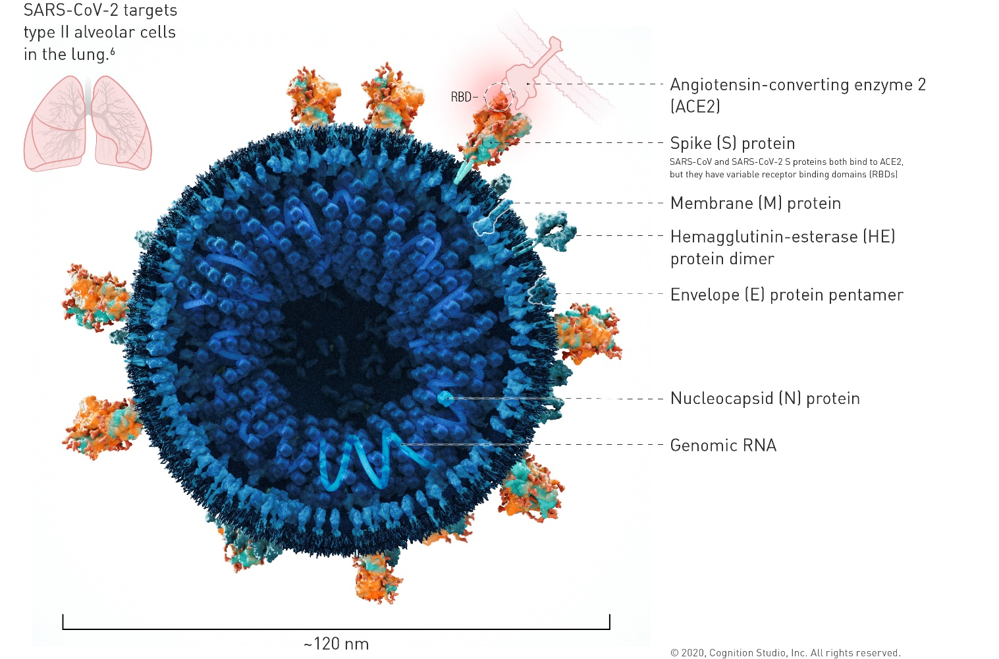 SARS-CoV-2 targets
type II alveolar cells
in the lung.⁶
RBD
Angiotensin-converting enzyme 2
(ACE2)
Spike (S) protein
SARS-CoV and SARS-CoV-2 S proteins both bind to ACE2,
but they have variable receptor binding domains (RBDs)
Membrane (M) protein
Hemagglutinin-esterase (HE)
protein dimer
Envelope (E) protein pentamer
Nucleocapsid (N) protein
Genomic RNA
~120 nm
© 2020, Cognition Studio, Inc. All rights reserved.